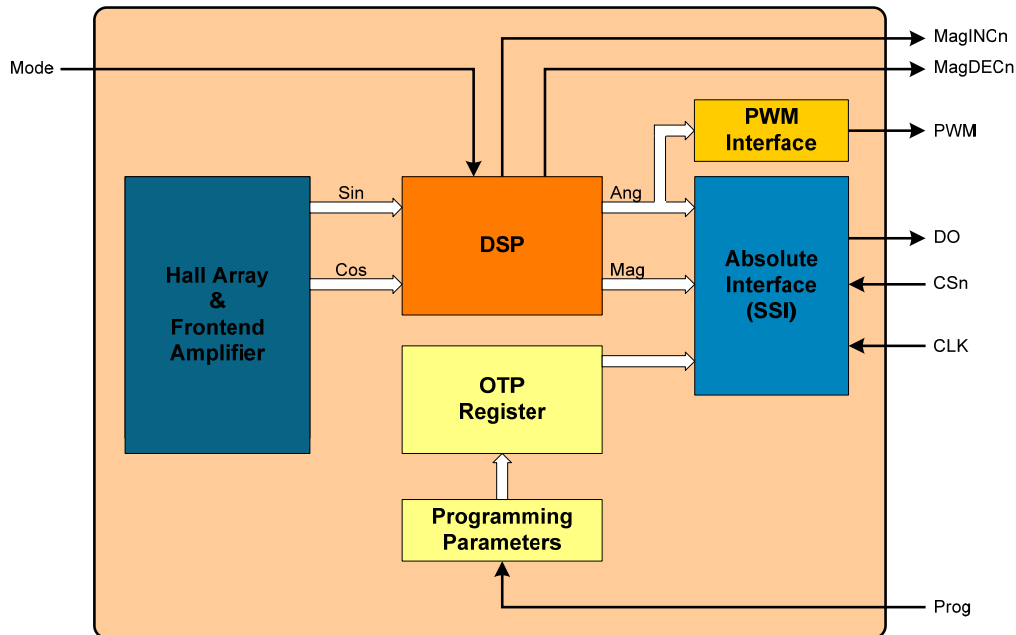 MagINCn
Mode
MagDECn
PWM
Interface
PWM
Sin
Ang
Hall Array
&
Frontend
Amplifier
DSP
Cos
Mag
Absolute
Interface
(SSI)
DO
CSn
CLK
OTP
Register
Programming
Parameters
Prog